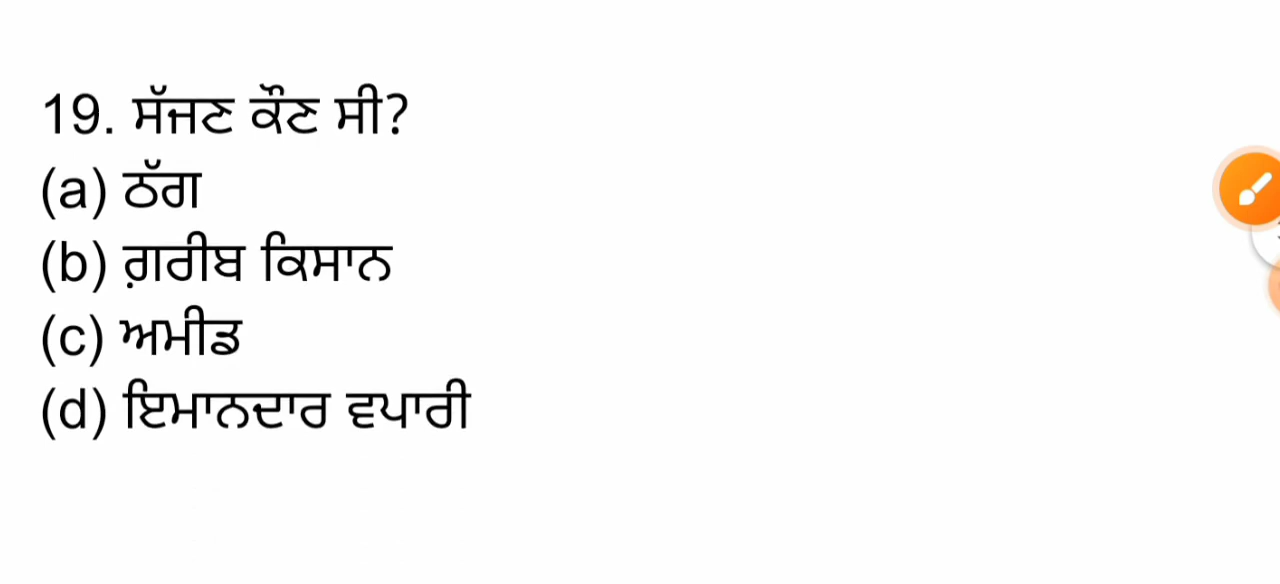 19. ਸੱਜਣ ਕੌਣ ਸੀ?
(a) ਠੱਗ
(b) ਗ਼ਰੀਬ ਕਿਸਾਨ
(c) ਅਮੀਡ
(d) ਇਮਾਨਦਾਰ ਵਪਾਰੀ